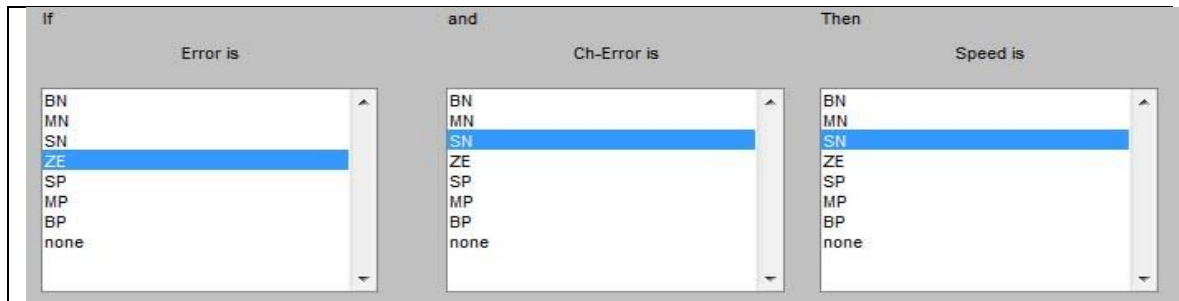 If and Then
Error is Ch-Error is Speed is
BN BN BN
MN MN MN
SN SN SN
ZE ZE ZE
SP SP SP
MP MP MP
BP BP BP
none none none